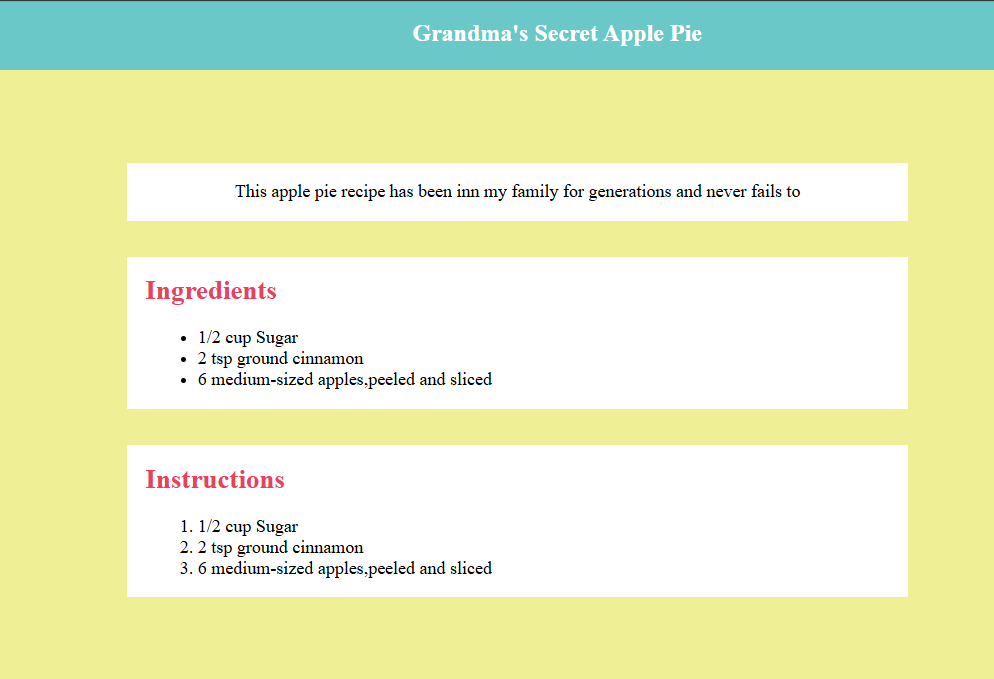 Grandma's Secret Apple Pie
This apple pie recipe has been inn my family for generations and never fails to
Ingredients
• 1/2 cup Sugar
• 2 tsp ground cinnamon
• 6 medium-sized apples,peeled and sliced
Instructions
1. 1/2 cup Sugar
2. 2 tsp ground cinnamon
3. 6 medium-sized apples,peeled and sliced